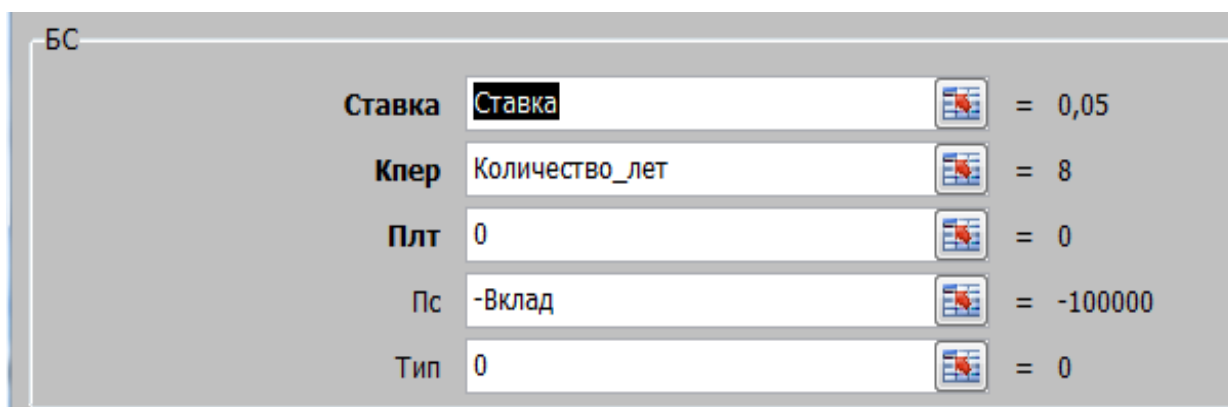 БС
Ставка Ставка = 0,05
Кпер Количество_лет = 8
Плт 0 = 0
Пс -Вклад = -100000
Тип 0 = 0